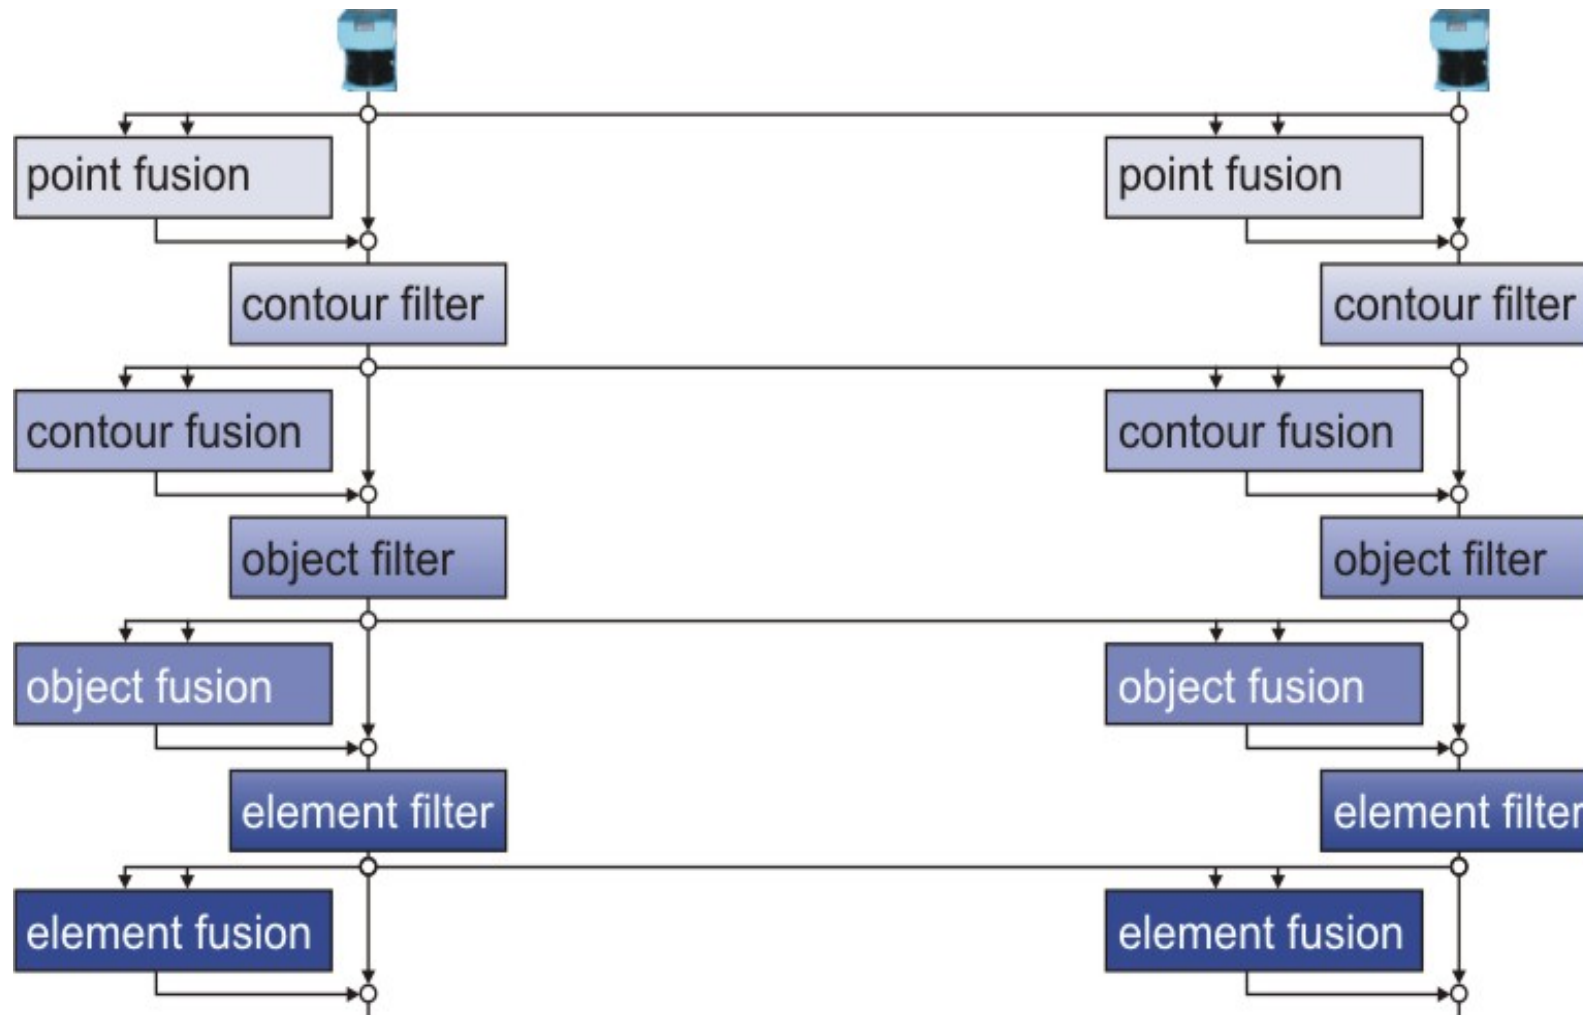 point fusion
point fusion
contour filter
contour filter
contour fusion
contour fusion
object filter
object filter
object fusion
object fusion
element filter
element filter
element fusion
element fusion